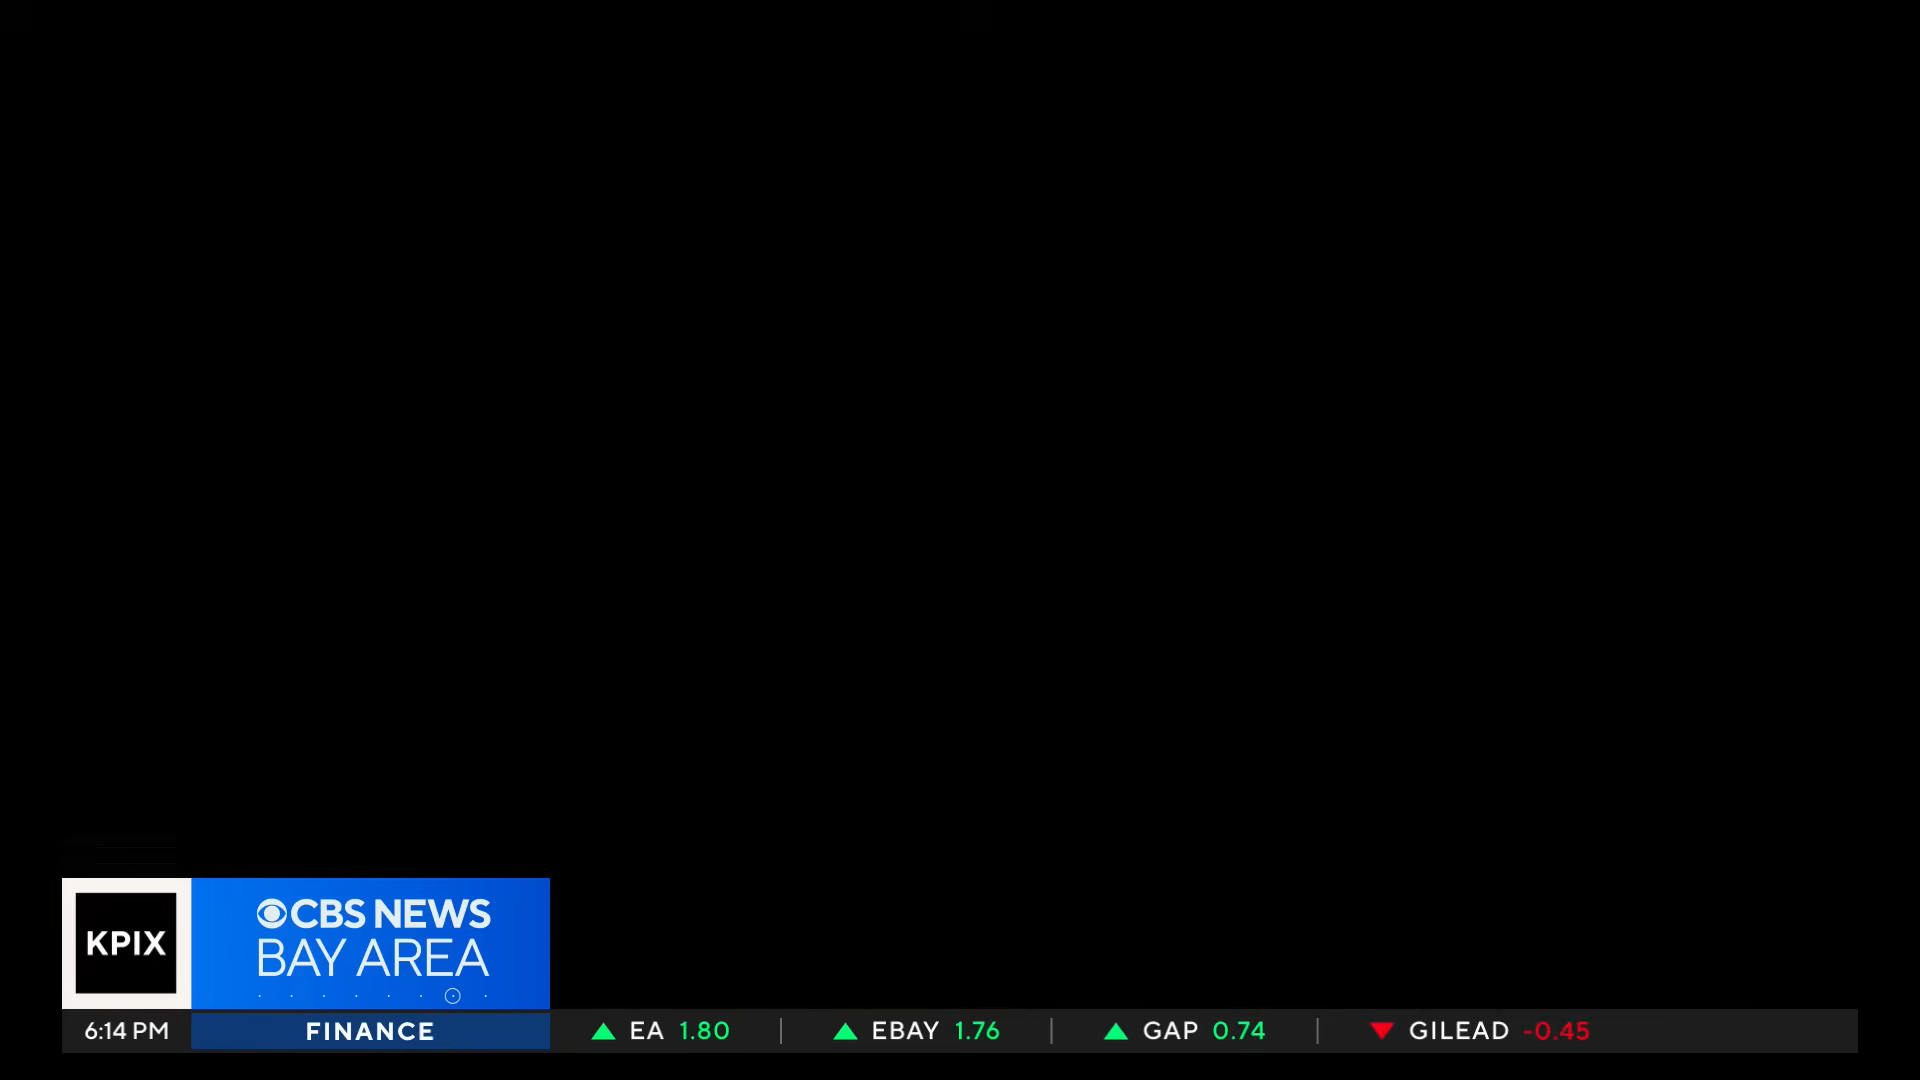 KPIX
CBS NEWS
BAY AREA
6:14 PM FINANCE EA 1.80 | EBAY 1.76 | GAP 0.74 | GILEAD -0.45